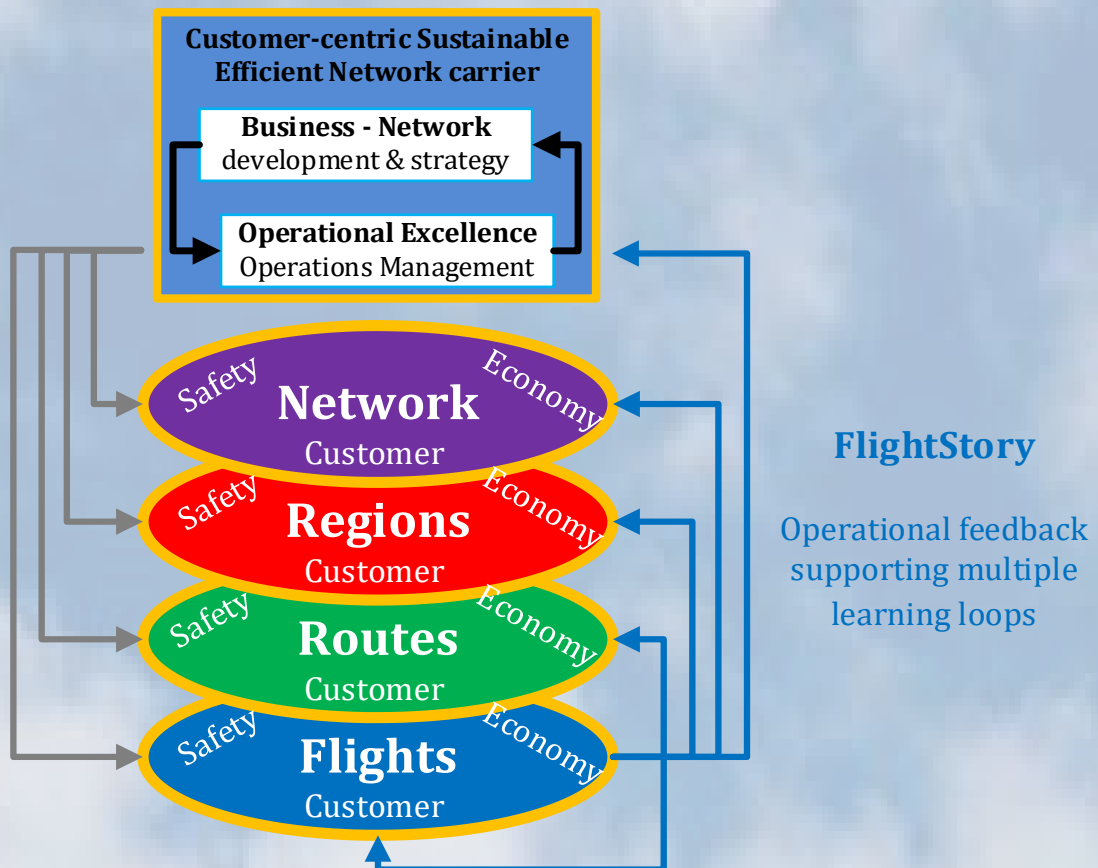 Customer-centric Sustainable
Efficient Network carrier
Business - Network
development & strategy
Operational Excellence
Operations Management
Safety
Economy
Network
Customer
Safety
Economy
Regions
Customer
Safety
Economy
Routes
Customer
Safety
Economy
Flights
Customer
FlightStory
Operational feedback
supporting multiple
learning loops